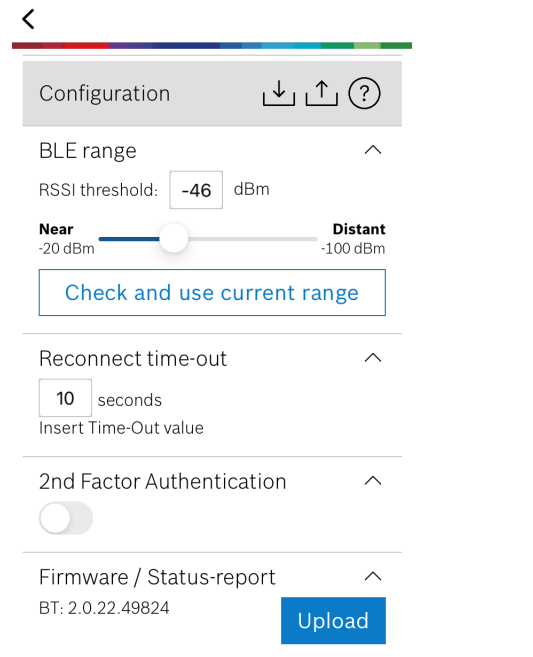 Configuration ?
BLE range
RSSI threshold: -46 dBm
Near Distant
-20 dBm -100 dBm
Check and use current range
Reconnect time-out
10 seconds
Insert Time-Out value
2nd Factor Authentication
Firmware / Status-report
BT: 2.0.22.49824
Upload